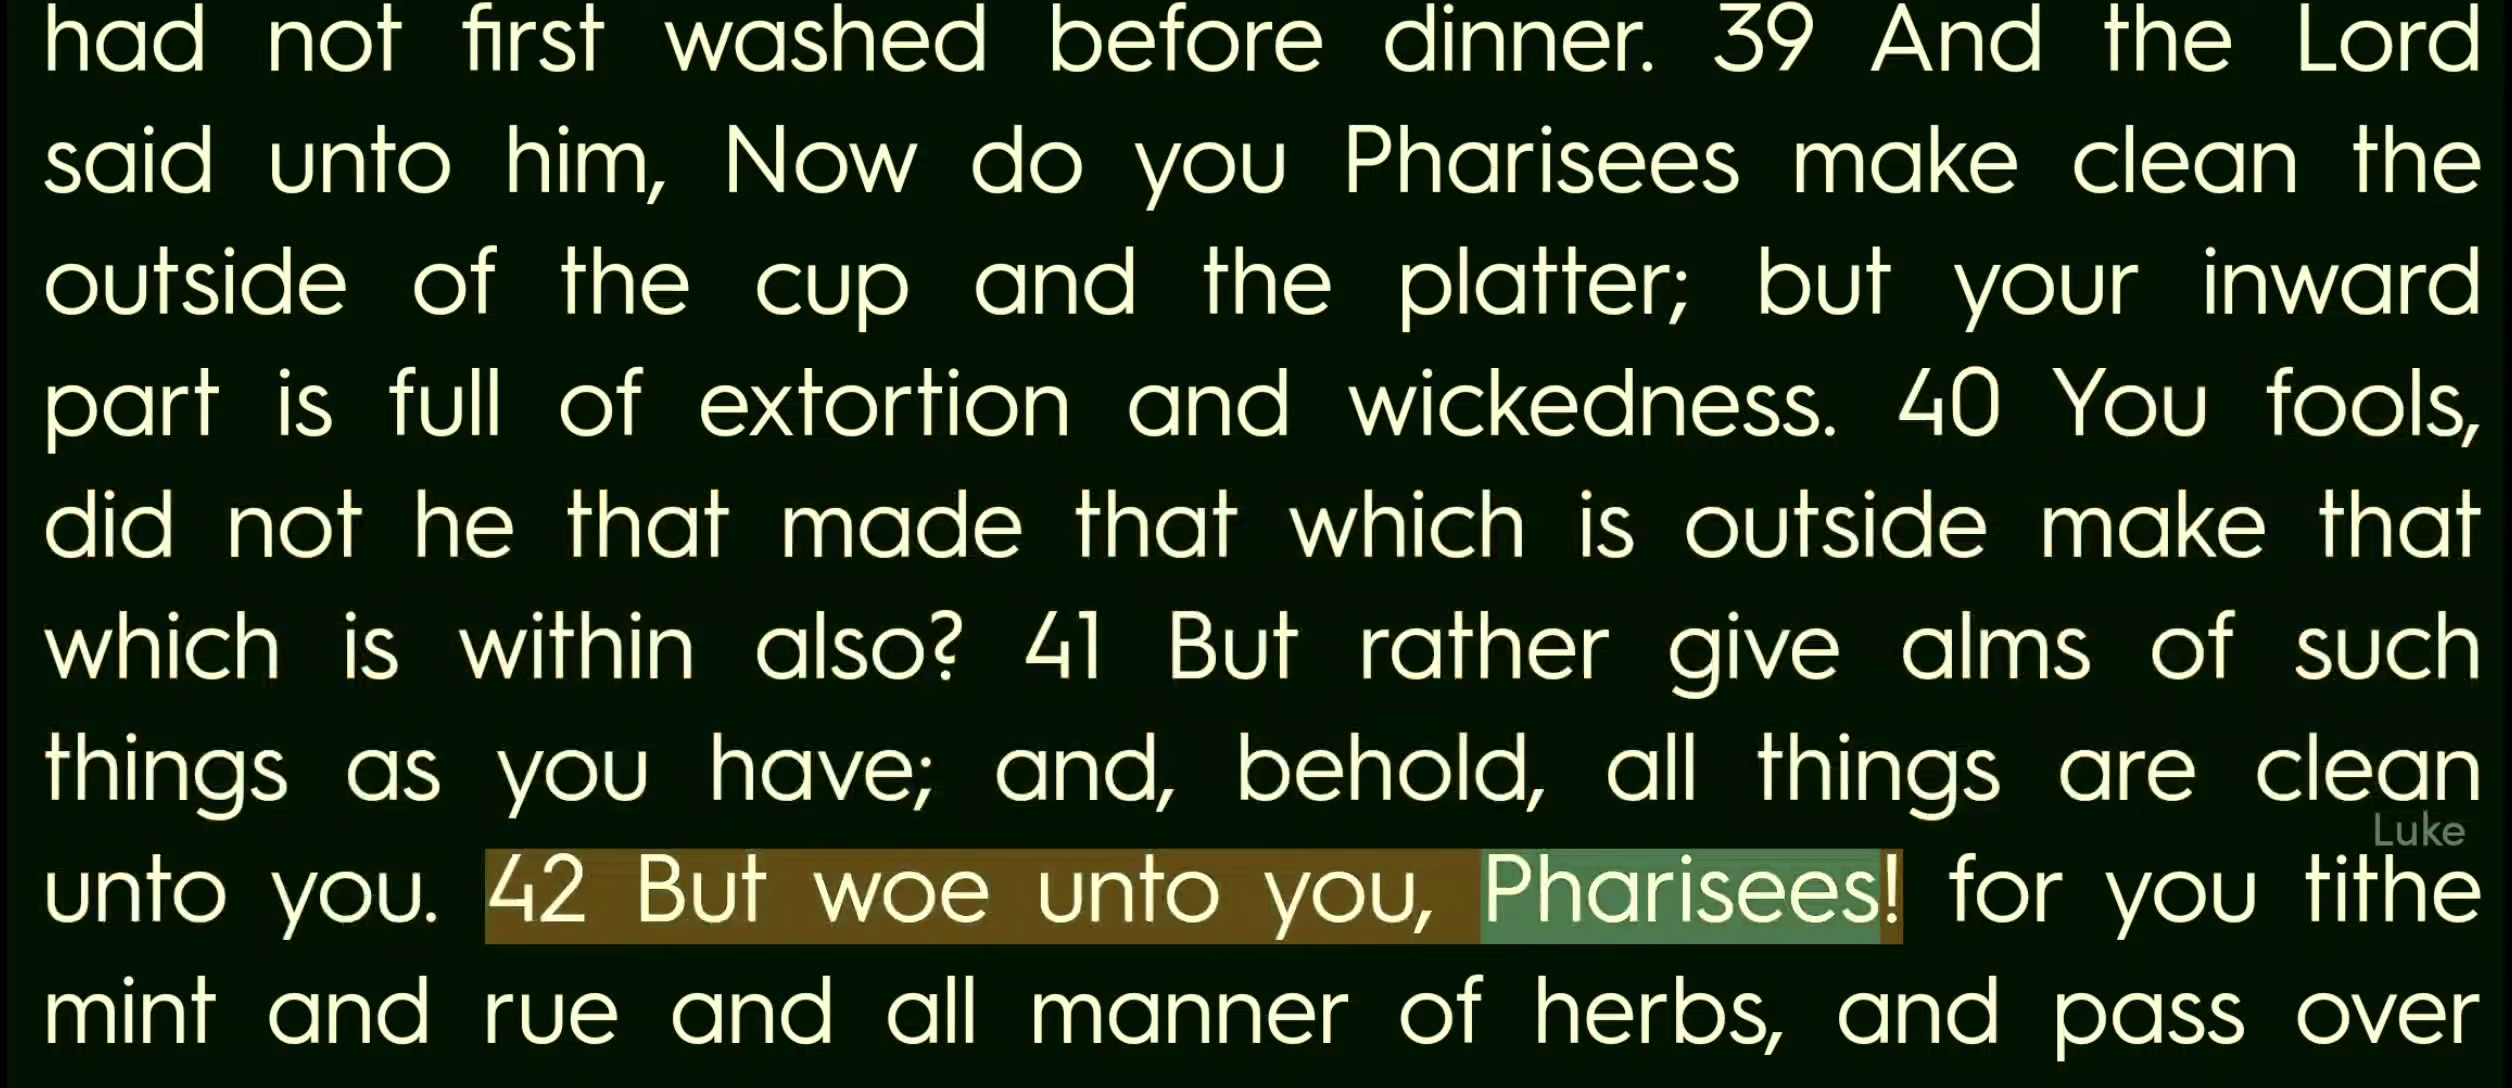 had not first washed before dinner. 39 And the Lord
said unto him, Now do you Pharisees make clean the
outside of the cup and the platter; but your inward
part is full of extortion and wickedness. 40 You fools,
did not he that made that which is outside make that
which is within also? 41 But rather give alms of such
things as you have; and, behold, all things are clean
Luke
unto you. 42 But woe unto you, Pharisees! for you tithe
mint and rue and all manner of herbs, and pass over